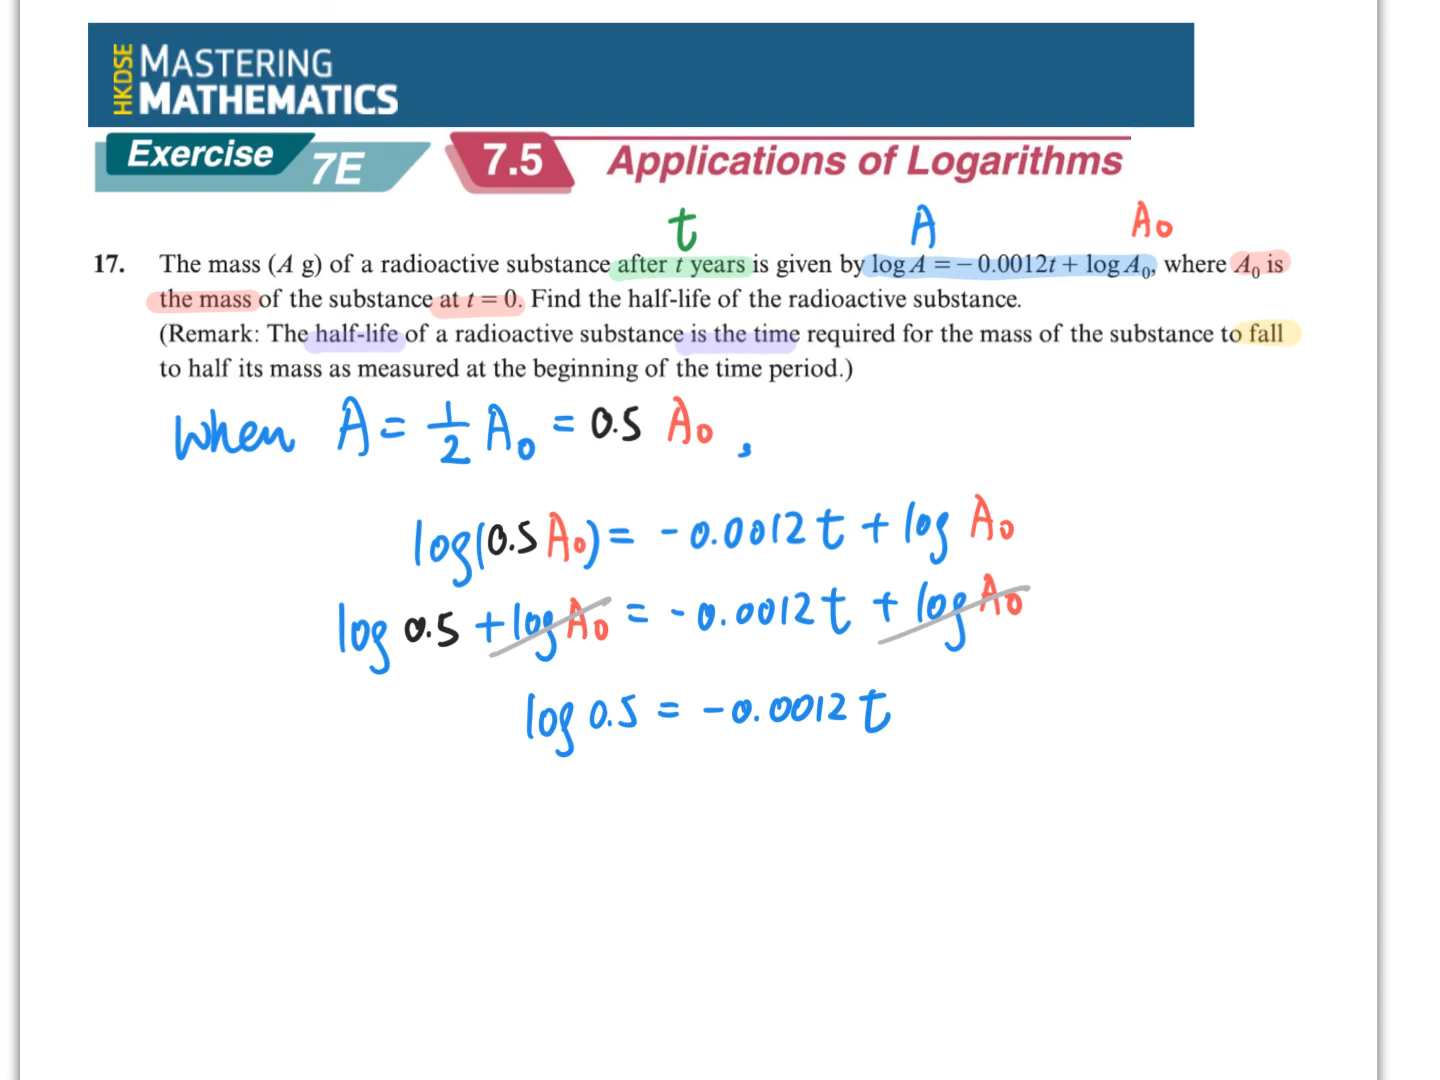 HKDSE
MASTERING
MATHEMATICS
Exercise 7E 7.5 Applications of Logarithms
t A A₀
17. The mass (A g) of a radioactive substance after t years is given by log A = − 0.0012t + log A₀, where A₀ is
the mass of the substance at t = 0. Find the half-life of the radioactive substance.
(Remark: The half-life of a radioactive substance is the time required for the mass of the substance to fall
to half its mass as measured at the beginning of the time period.)
When A = 1/2 A₀ = 0.5 A₀ ,
log(0.5 A₀) = -0.0012 t + log A₀
log 0.5 + log A₀ = -0.0012 t + log A₀
log 0.5 = -0.0012 t